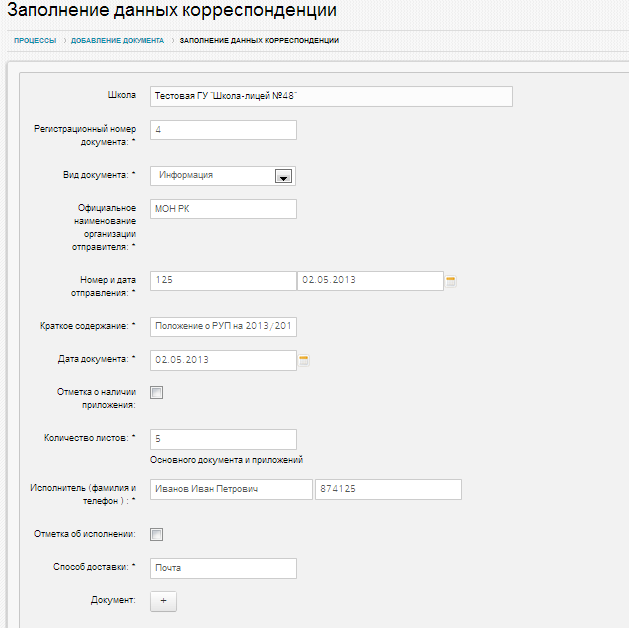 Заполнение данных корреспонденции
ПРОЦЕССЫ › ДОБАВЛЕНИЕ ДОКУМЕНТА › ЗАПОЛНЕНИЕ ДАННЫХ КОРРЕСПОНДЕНЦИИ
Школа Тестовая ГУ "Школа-лицей №48"
Регистрационный номер
документа: * 4
Вид документа: * Информация
Официальное
наименование
организации
отправителя: *
МОН РК
Номер и дата
отправления: *
125 02.05.2013
Краткое содержание: * Положение о РУП на 2013/201
Дата документа: * 02.05.2013
Отметка о наличии
приложения:
Количество листов: * 5
Основного документа и приложений
Исполнитель (фамилия и
телефон ) : *
Иванов Иван Петрович 874125
Отметка об исполнении:
Способ доставки: * Почта
Документ: +